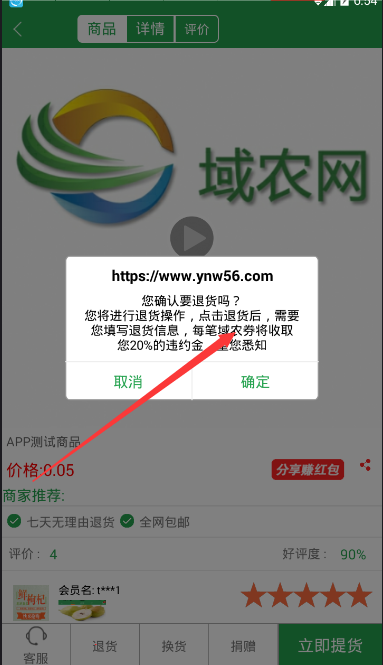 6:54
商品 详情 评价
域农网
https://www.ynw56.com
您确认要退货吗？
您将进行退货操作，点击退货后，需要
您填写退货信息，每笔域农券将收取
您20%的违约金，望您悉知
取消 确定
APP测试商品
价格:0.05 分享赚红包
商家推荐:
七天无理由退货 全网包邮
评价： 4 好评度： 90%
鲜枸杞 会员名: t***1
客服 退货 换货 捐赠 立即提货